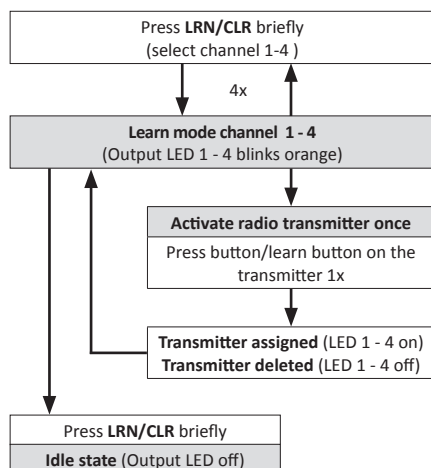 Press LRN/CLR briefly
(select channel 1-4 )
4x
Learn mode channel 1 - 4
(Output LED 1 - 4 blinks orange)
Activate radio transmitter once
Press button/learn button on the
transmitter 1x
Transmitter assigned (LED 1 - 4 on)
Transmitter deleted (LED 1 - 4 off)
Press LRN/CLR briefly
Idle state (Output LED off)